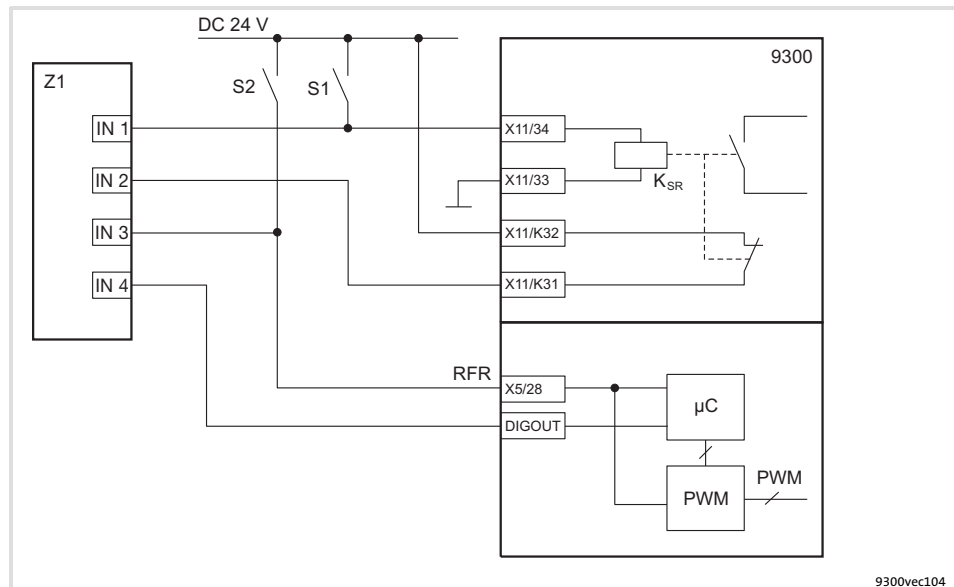 DC 24 V
9300
Z1
S2
S1
IN 1
X11/34
IN 2
X11/33
KSR
IN 3
X11/K32
IN 4
X11/K31
RFR
X5/28
µC
DIGOUT
PWM
PWM
9300vec104